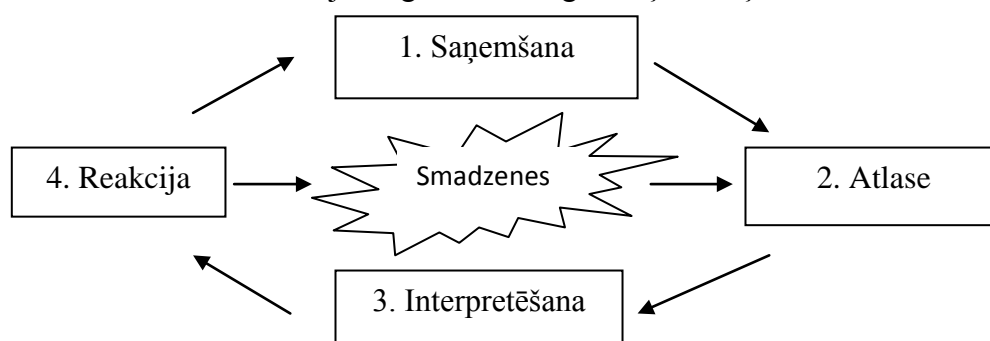 1. Saņemšana
4. Reakcija
Smadzenes
2. Atlase
3. Interpretēšana